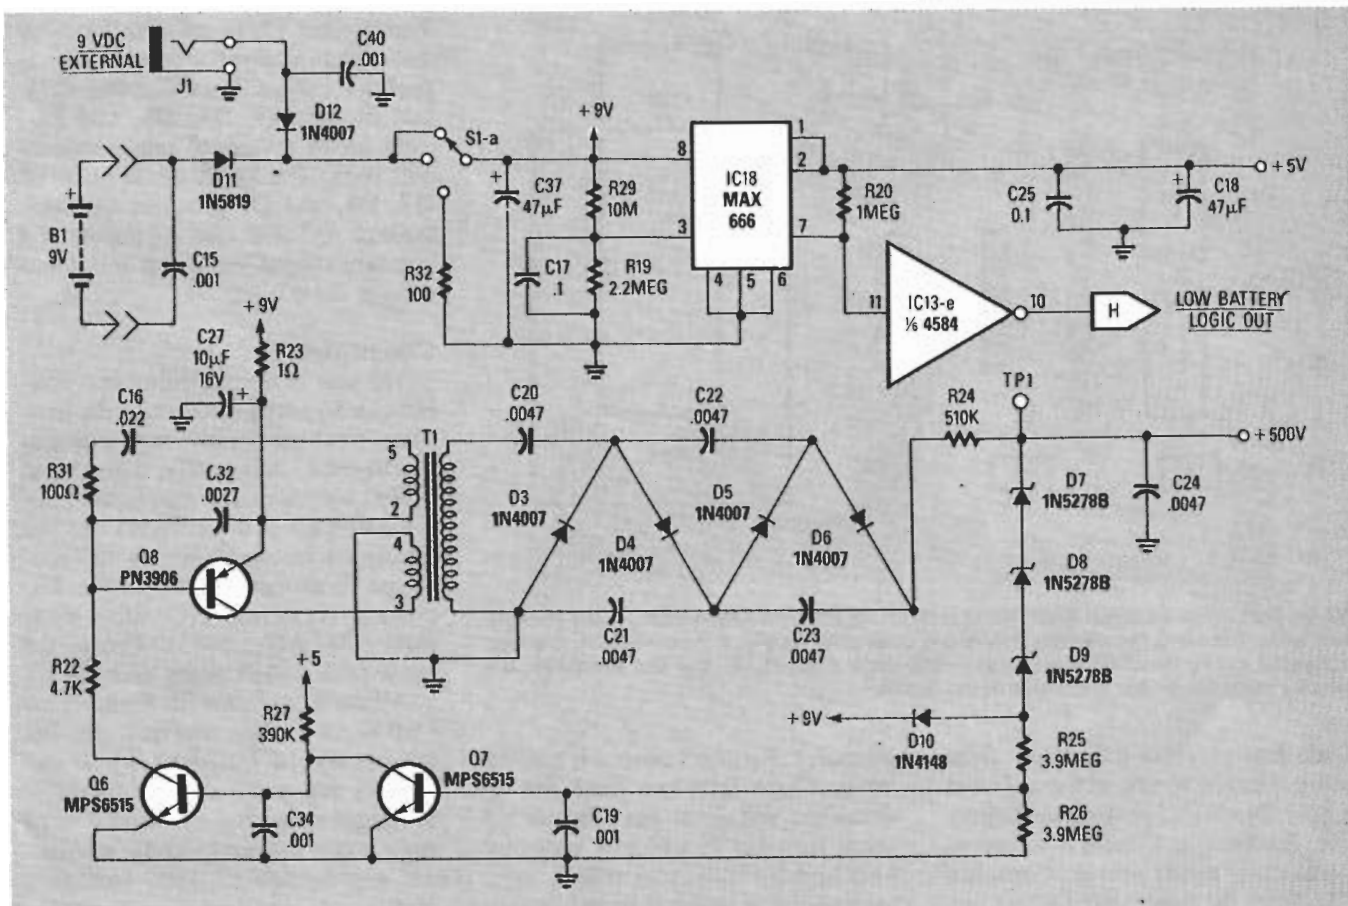 9 VDC
EXTERNAL
J1
C40
.001
D12
1N4007
S1-a
+9V
D11
1N5819
B1
9V
C15
.001
R32
100
C37
47µF
R29
10M
C17
.1
R19
2.2MEG
8
3
IC18
MAX
666
1
2
7
4
5
6
R20
1MEG
C25
0.1
C18
47µF
+5V
11
IC13-e
⅙ 4584
10
H
LOW BATTERY
LOGIC OUT
+9V
C27
10µF
16V
R23
1Ω
C16
.022
R31
100Ω
C32
.0027
Q8
PN3906
T1
5
2
4
3
C20
.0047
C22
.0047
D3
1N4007
D4
1N4007
D5
1N4007
D6
1N4007
C21
.0047
C23
.0047
R24
510K
TP1
+500V
D7
1N5278B
C24
.0047
D8
1N5278B
D9
1N5278B
+9V
D10
1N4148
R25
3.9MEG
R26
3.9MEG
R22
4.7K
+5
R27
390K
Q6
MPS6515
Q7
MPS6515
C34
.001
C19
.001